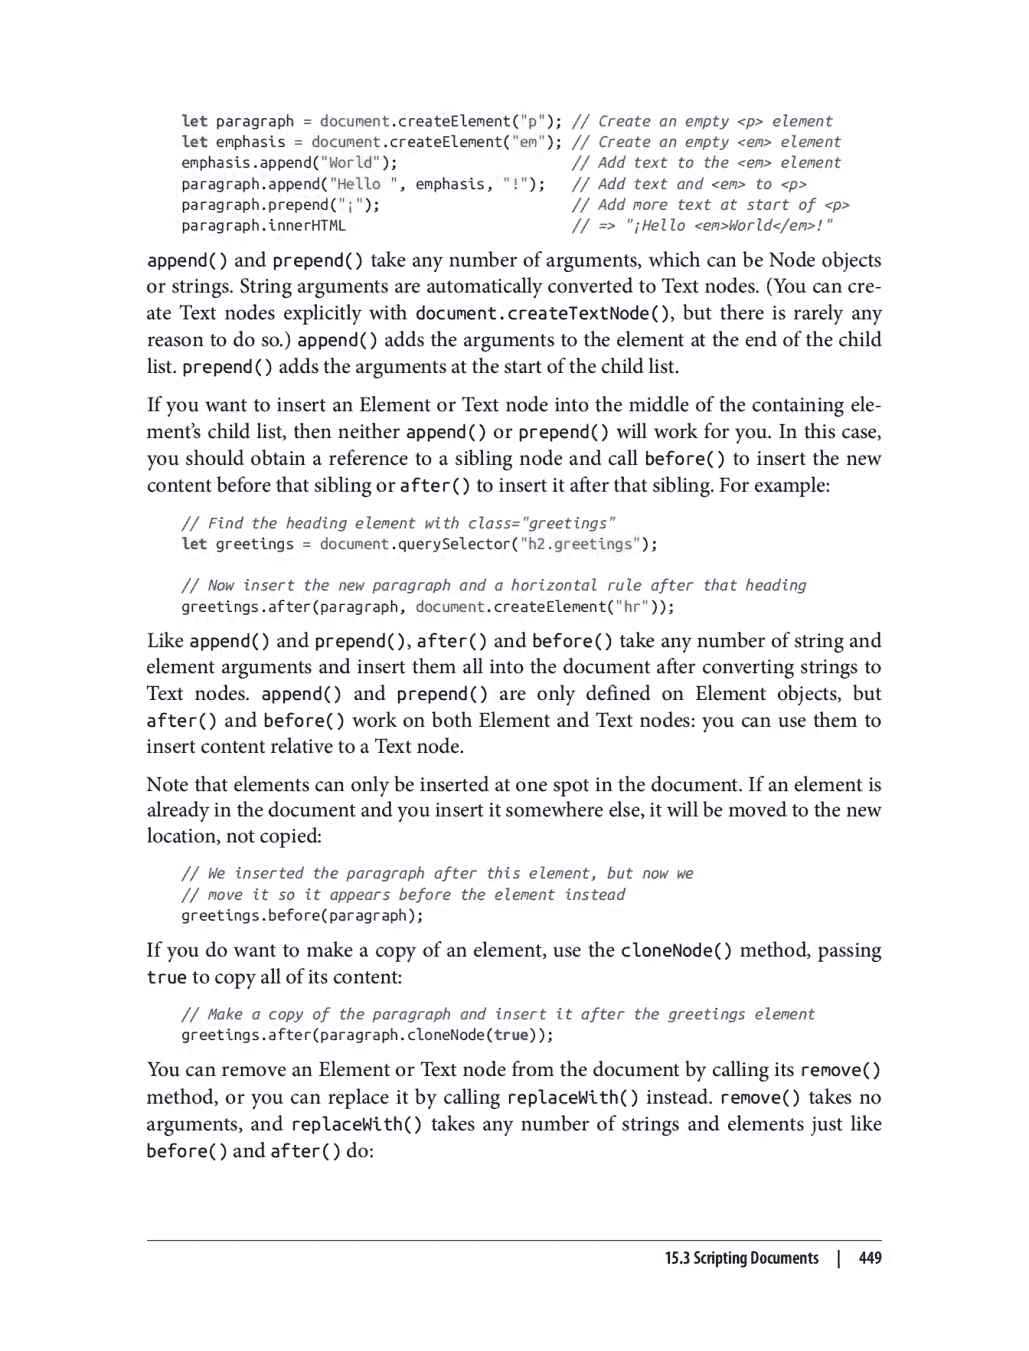 let paragraph = document.createElement("p"); // Create an empty <p> element
let emphasis = document.createElement("em"); // Create an empty <em> element
emphasis.append("World");                    // Add text to the <em> element
paragraph.append("Hello ", emphasis, "!");   // Add text and <em> to <p>
paragraph.prepend("¡");                      // Add more text at start of <p>
paragraph.innerHTML                          // => "¡Hello <em>World</em>!"
append() and prepend() take any number of arguments, which can be Node objects
or strings. String arguments are automatically converted to Text nodes. (You can cre-
ate Text nodes explicitly with document.createTextNode(), but there is rarely any
reason to do so.) append() adds the arguments to the element at the end of the child
list. prepend() adds the arguments at the start of the child list.
If you want to insert an Element or Text node into the middle of the containing ele-
ment’s child list, then neither append() or prepend() will work for you. In this case,
you should obtain a reference to a sibling node and call before() to insert the new
content before that sibling or after() to insert it after that sibling. For example:
// Find the heading element with class="greetings"
let greetings = document.querySelector("h2.greetings");
// Now insert the new paragraph and a horizontal rule after that heading
greetings.after(paragraph, document.createElement("hr"));
Like append() and prepend(), after() and before() take any number of string and
element arguments and insert them all into the document after converting strings to
Text nodes. append() and prepend() are only defined on Element objects, but
after() and before() work on both Element and Text nodes: you can use them to
insert content relative to a Text node.
Note that elements can only be inserted at one spot in the document. If an element is
already in the document and you insert it somewhere else, it will be moved to the new
location, not copied:
// We inserted the paragraph after this element, but now we
// move it so it appears before the element instead
greetings.before(paragraph);
If you do want to make a copy of an element, use the cloneNode() method, passing
true to copy all of its content:
// Make a copy of the paragraph and insert it after the greetings element
greetings.after(paragraph.cloneNode(true));
You can remove an Element or Text node from the document by calling its remove()
method, or you can replace it by calling replaceWith() instead. remove() takes no
arguments, and replaceWith() takes any number of strings and elements just like
before() and after() do:
15.3 Scripting Documents | 449